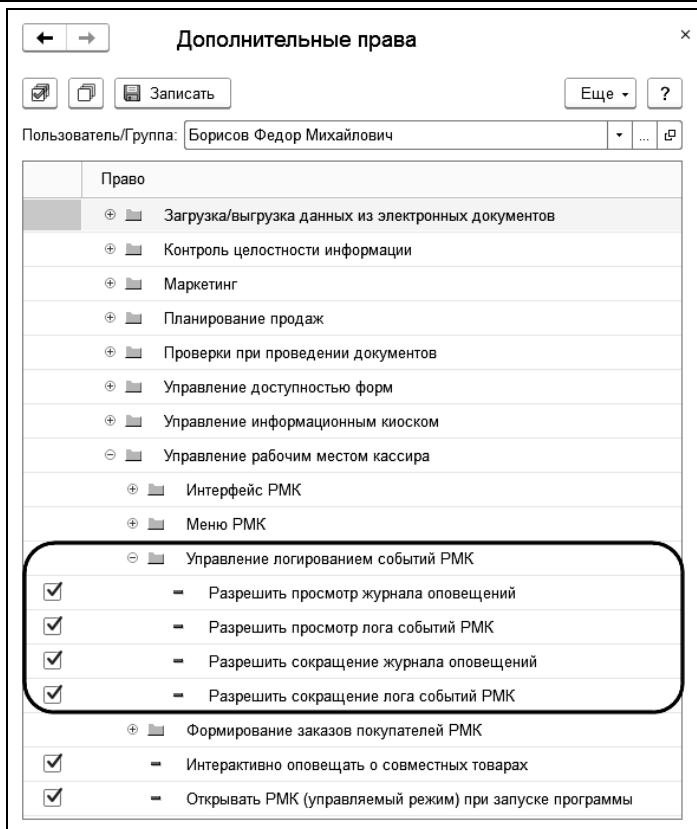 Дополнительные права
Записать
Еще
?
Пользователь/Группа: Борисов Федор Михайлович
...
Право
Загрузка/выгрузка данных из электронных документов
Контроль целостности информации
Маркетинг
Планирование продаж
Проверки при проведении документов
Управление доступностью форм
Управление информационным киоском
Управление рабочим местом кассира
Интерфейс РМК
Меню РМК
Управление логированием событий РМК
Разрешить просмотр журнала оповещений
Разрешить просмотр лога событий РМК
Разрешить сокращение журнала оповещений
Разрешить сокращение лога событий РМК
Формирование заказов покупателей РМК
Интерактивно оповещать о совместных товарах
Открывать РМК (управляемый режим) при запуске программы